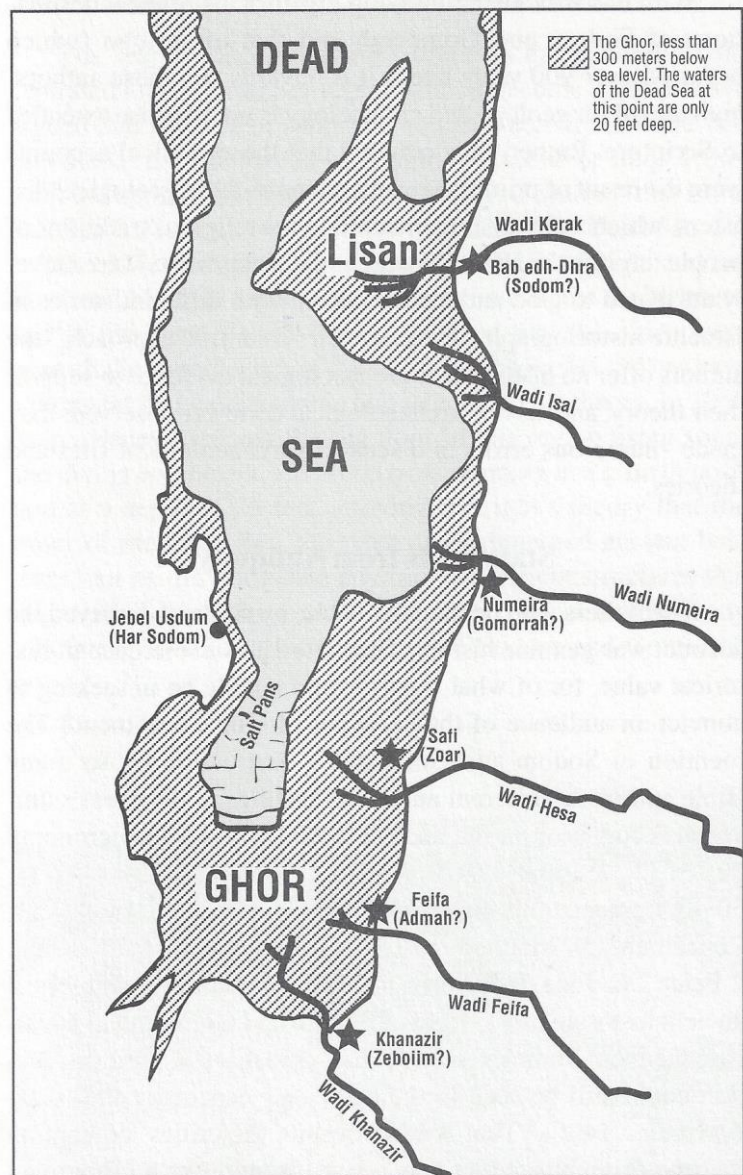 DEAD
The Ghor, less than
300 meters below
sea level. The waters
of the Dead Sea at
this point are only
20 feet deep.
Wadi Kerak
Lisan
Bab edh-Dhra
(Sodom?)
Wadi Isal
SEA
Wadi Numeira
Numeira
(Gomorrah?)
Jebel Usdum
(Har Sodom)
Salt Pans
Safi
(Zoar)
Wadi Hesa
GHOR
Feifa
(Admah?)
Wadi Feifa
Khanazir
(Zeboiim?)
Wadi Khanazir